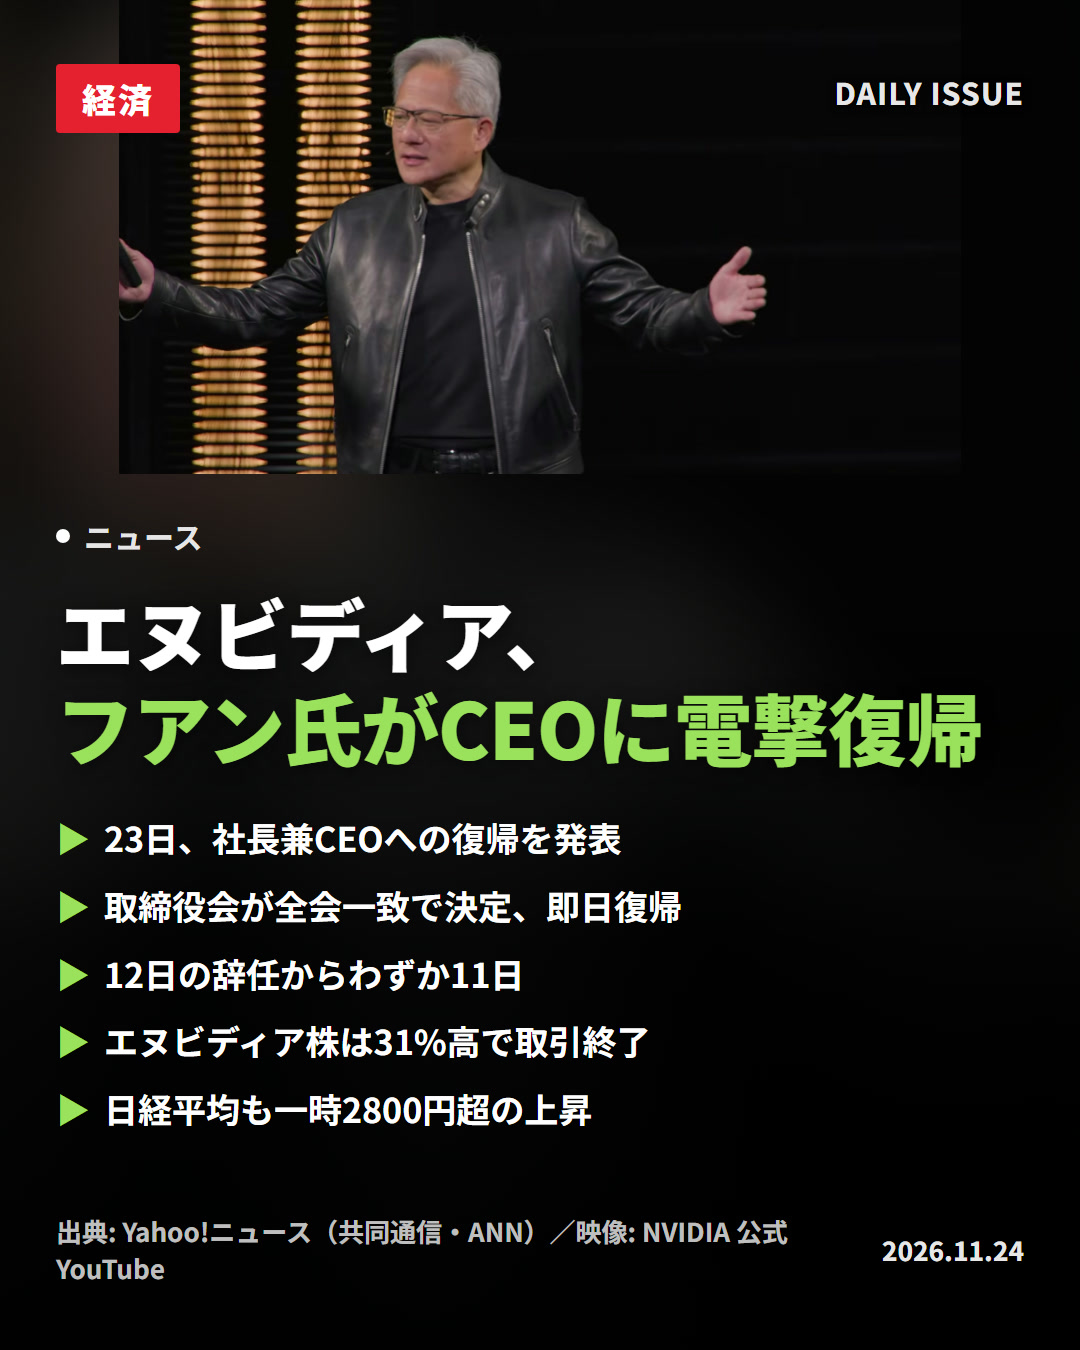 経済
DAILY ISSUE
ニュース
エヌビディア、
フアン氏がCEOに電撃復帰
▶ 23日、社長兼CEOへの復帰を発表
▶ 取締役会が全会一致で決定、即日復帰
▶ 12日の辞任からわずか11日
▶ エヌビディア株は31%高で取引終了
▶ 日経平均も一時2800円超の上昇
出典: Yahoo!ニュース（共同通信・ANN）／映像: NVIDIA 公式
YouTube
2026.11.24